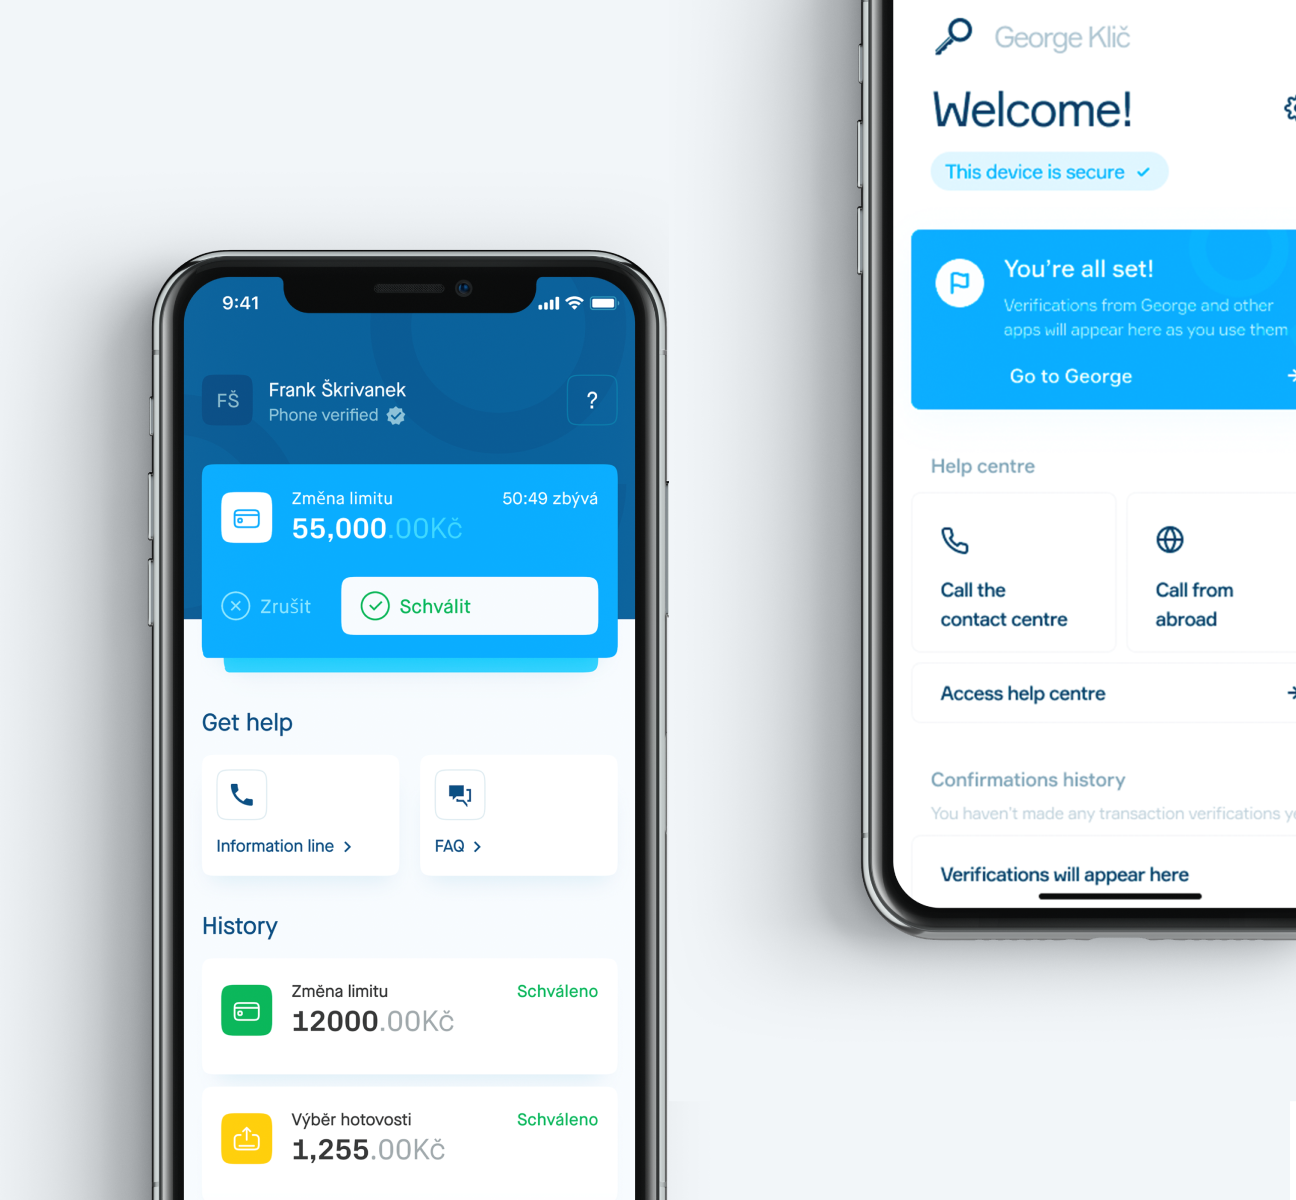 George Klič
Welcome!
This device is secure
You're all set!
Verifications from George and other
apps will appear here as you use them
Go to George
Help centre
Call the
contact centre
Call from
abroad
Access help centre
Confirmations history
You haven't made any transaction verifications
Verifications will appear here
9:41
FŠ
Frank Škrivanek
Phone verified
?
Změna limitu
50:49 zbývá
55,000.00Kč
Zrušit
Schválit
Get help
Information line
FAQ
History
Změna limitu
Schváleno
12000.00Kč
Výběr hotovosti
Schváleno
1,255.00Kč